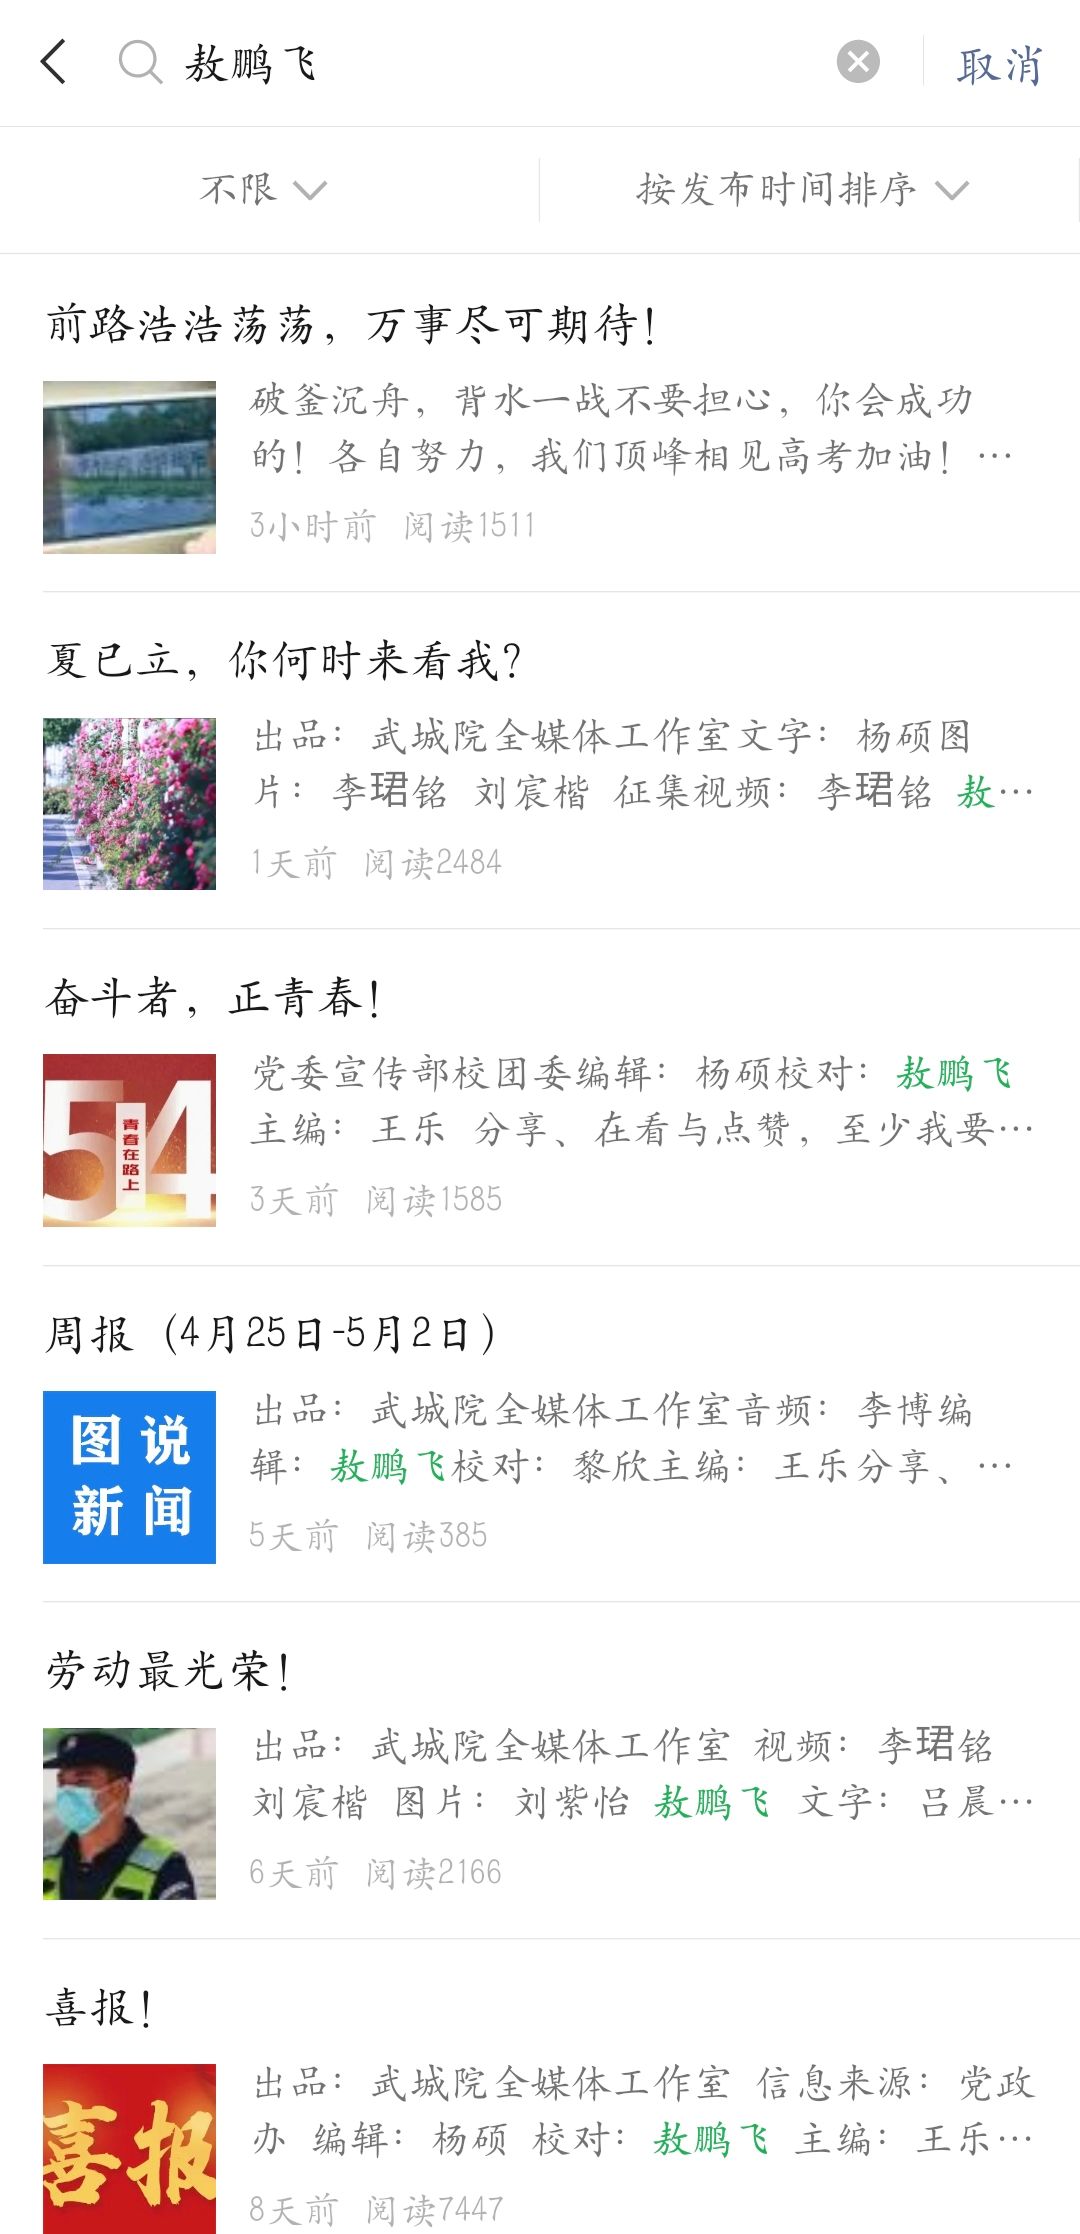 敖鹏飞
取消
不限
按发布时间排序
前路浩浩荡荡，万事尽可期待！
破釜沉舟，背水一战不要担心，你会成功
的！各自努力，我们顶峰相见高考加油！…
3小时前 阅读1511
夏已立，你何时来看我？
出品：武城院全媒体工作室文字：杨硕图
片：李珺铭 刘宸楷 征集视频：李珺铭 敖…
1天前 阅读2484
奋斗者，正青春！
党委宣传部校团委编辑：杨硕校对：敖鹏飞
主编：王乐 分享、在看与点赞，至少我要…
54
青春在路上
3天前 阅读1585
周报（4月25日-5月2日）
图说
新闻
出品：武城院全媒体工作室音频：李博编
辑：敖鹏飞校对：黎欣主编：王乐分享、…
5天前 阅读385
劳动最光荣！
出品：武城院全媒体工作室 视频：李珺铭
刘宸楷 图片：刘紫怡 敖鹏飞 文字：吕晨…
6天前 阅读2166
喜报！
喜报
出品：武城院全媒体工作室 信息来源：党政
办 编辑：杨硕 校对：敖鹏飞 主编：王乐…
8天前 阅读7447